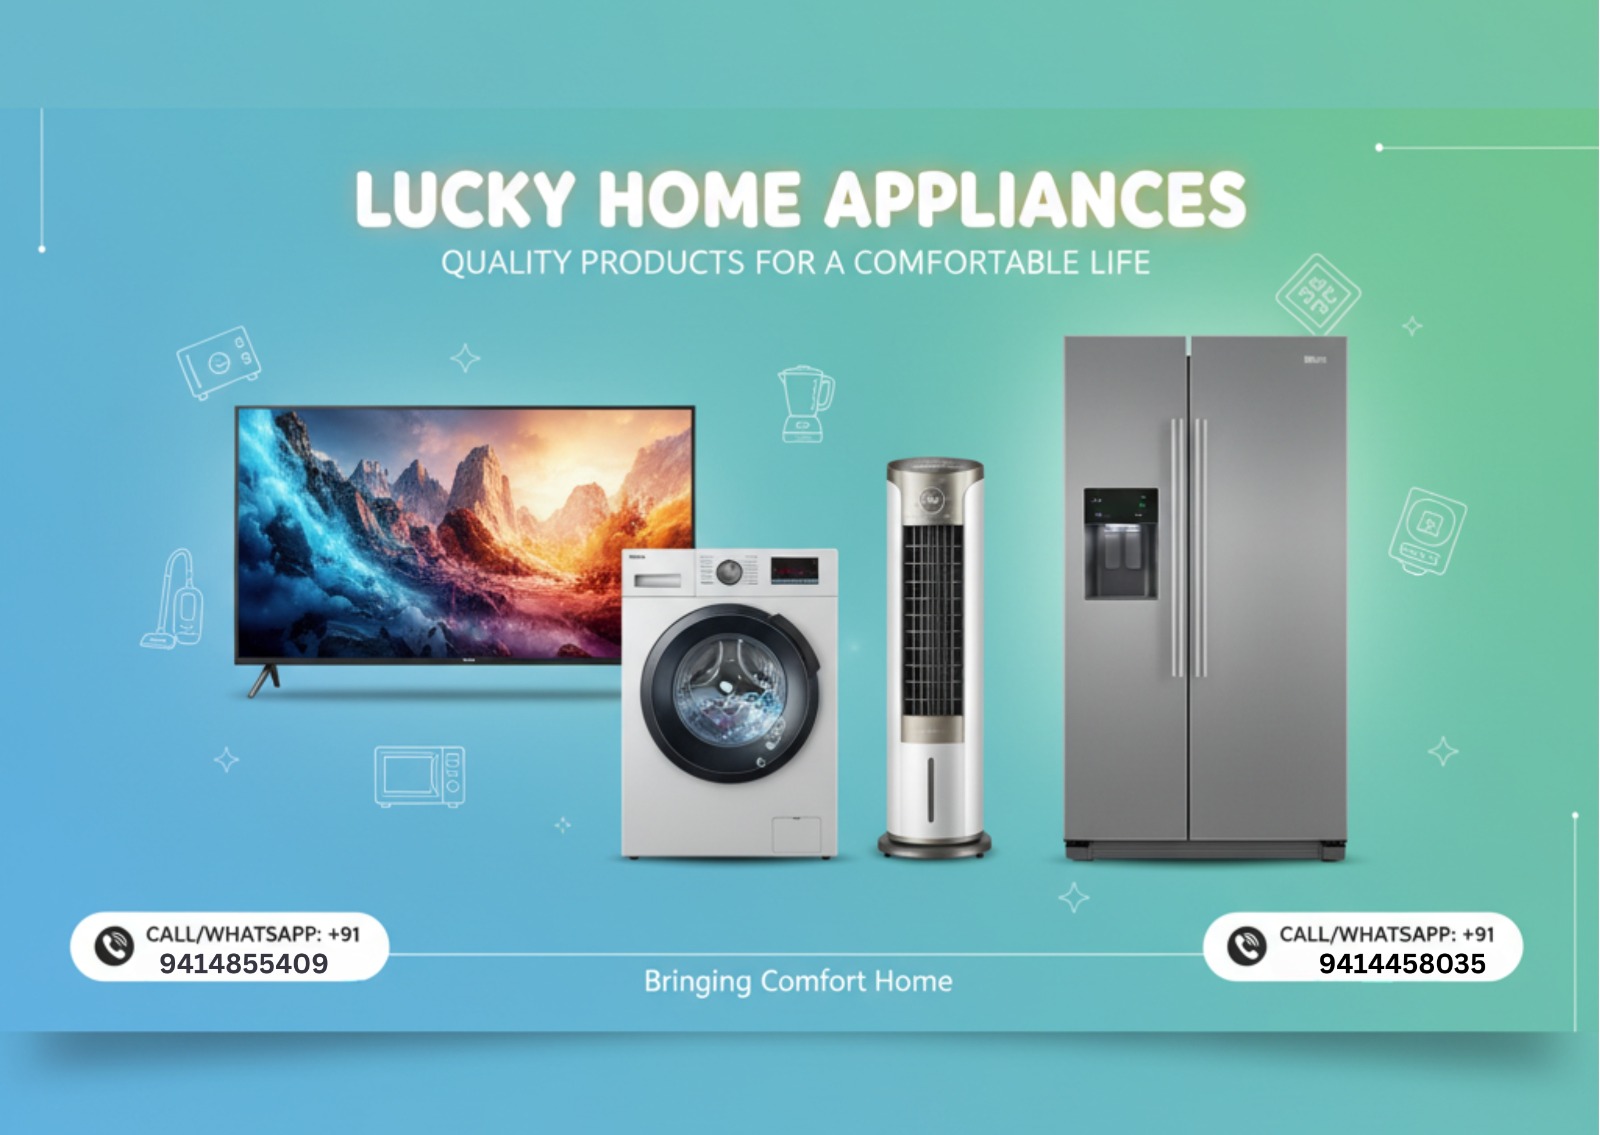 LUCKY HOME APPLIANCES
QUALITY PRODUCTS FOR A COMFORTABLE LIFE
CALL/WHATSAPP: +91
9414855409
Bringing Comfort Home
CALL/WHATSAPP: +91
9414458035